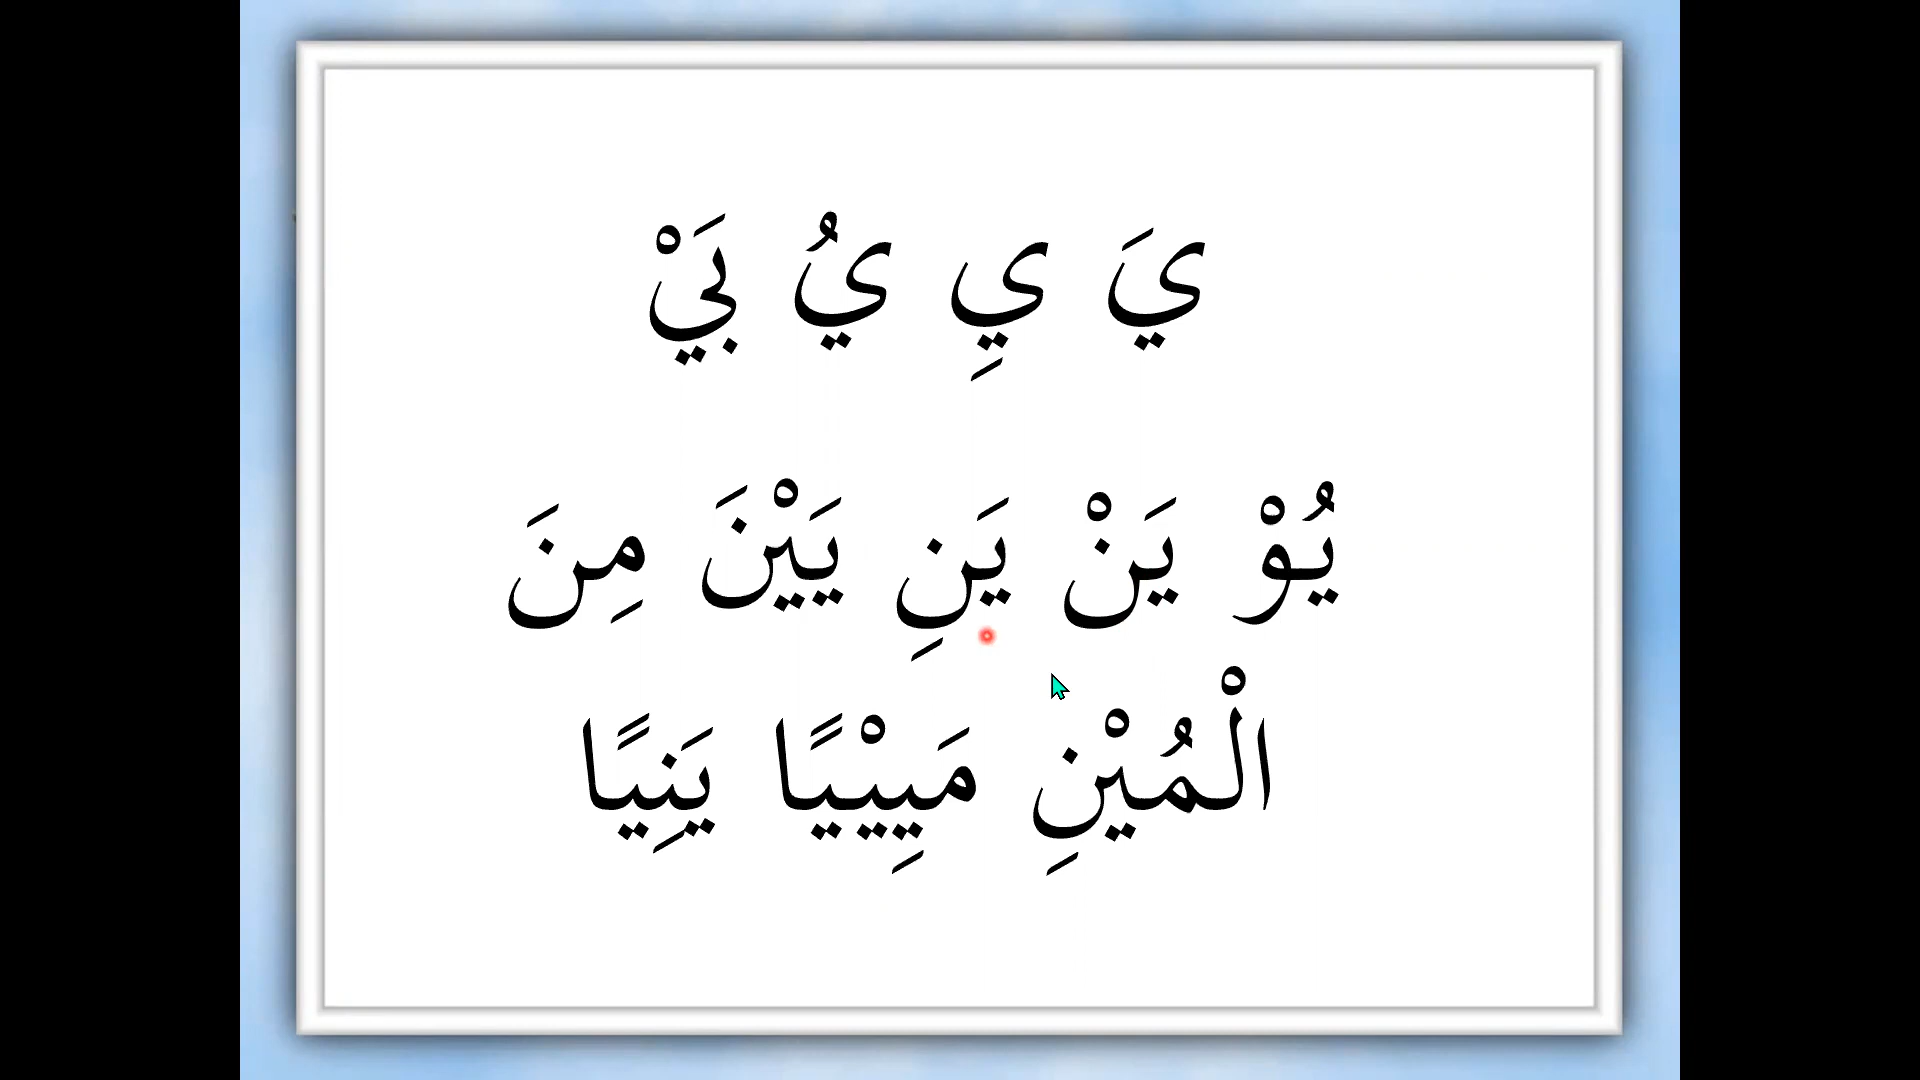 يَ يِ يُ بَيْ
يُوْ يَنْ يَنِ يَيْنَ مِنَ
الْمُيْنِ مَيِيْيًا يَنِيًا